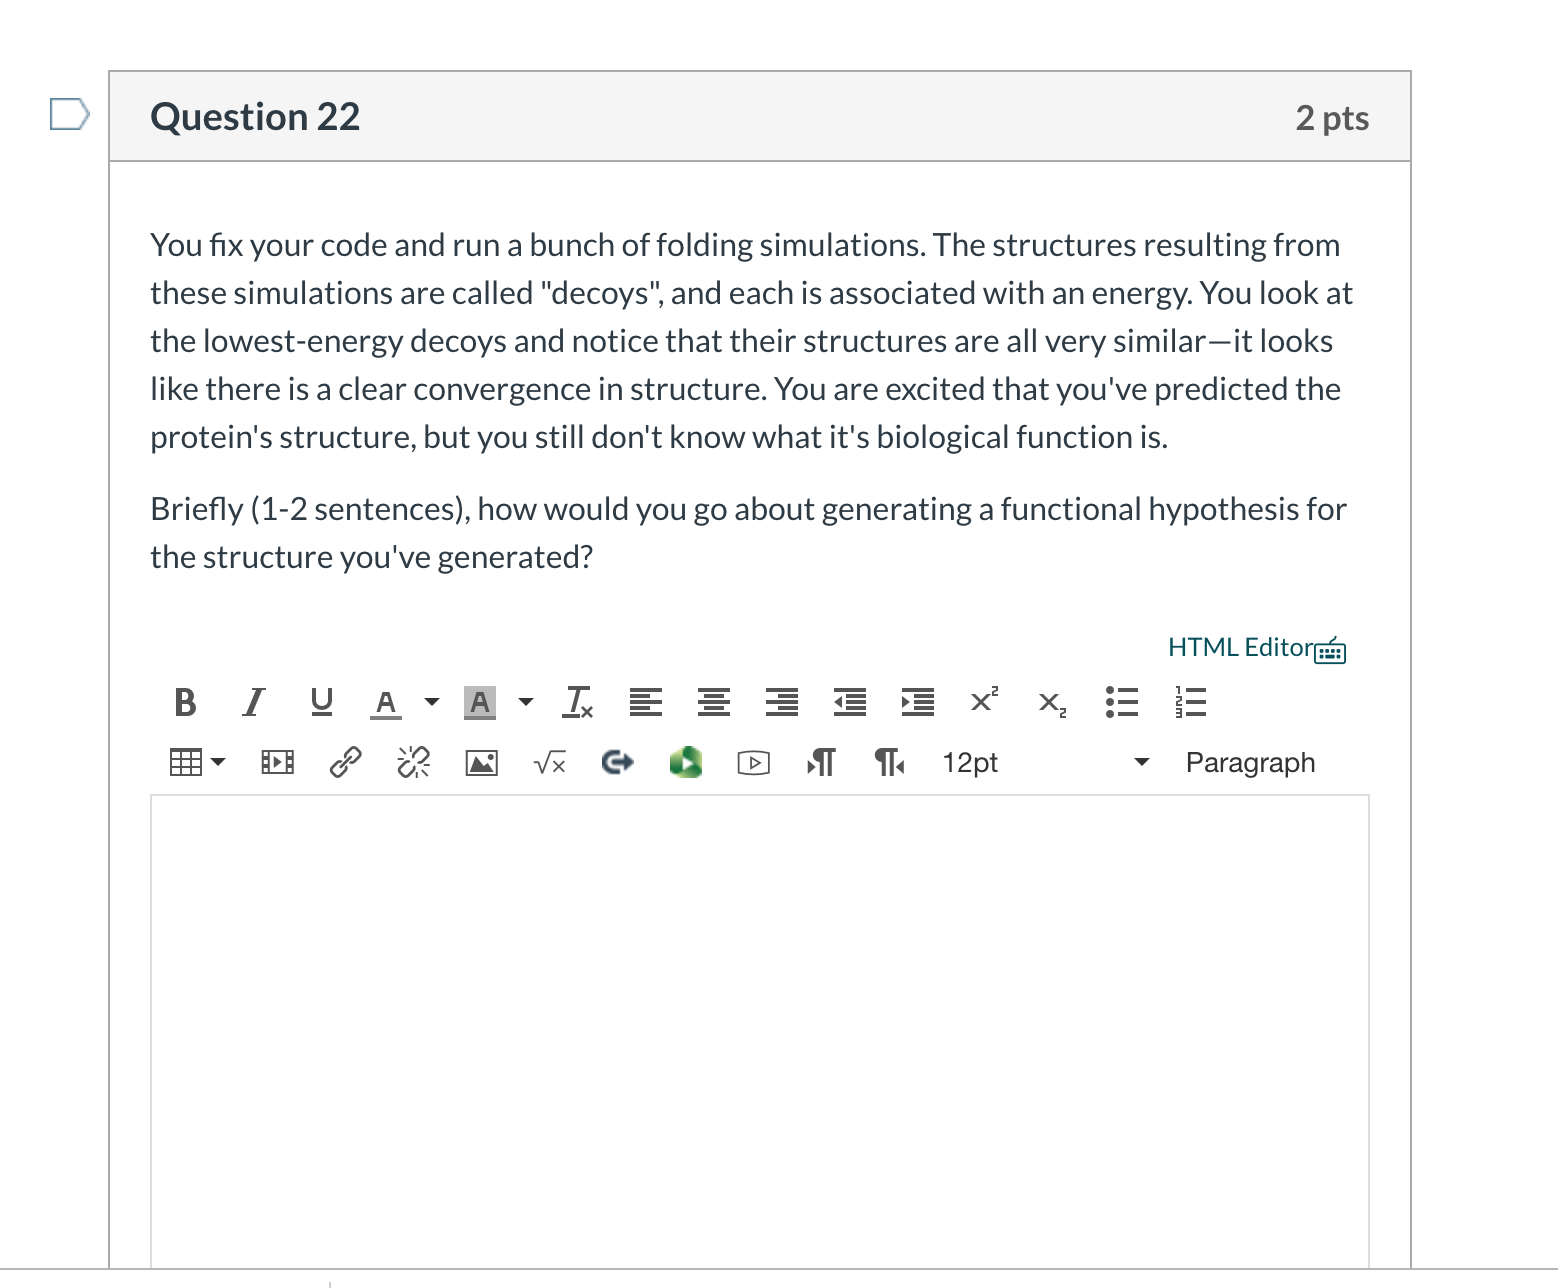 Question 22
2 pts
You fix your code and run a bunch of folding simulations. The structures resulting from
these simulations are called "decoys", and each is associated with an energy. You look at
the lowest-energy decoys and notice that their structures are all very similar—it looks
like there is a clear convergence in structure. You are excited that you've predicted the
protein's structure, but you still don't know what it's biological function is.
Briefly (1-2 sentences), how would you go about generating a functional hypothesis for
the structure you've generated?
HTML Editor
12pt
Paragraph